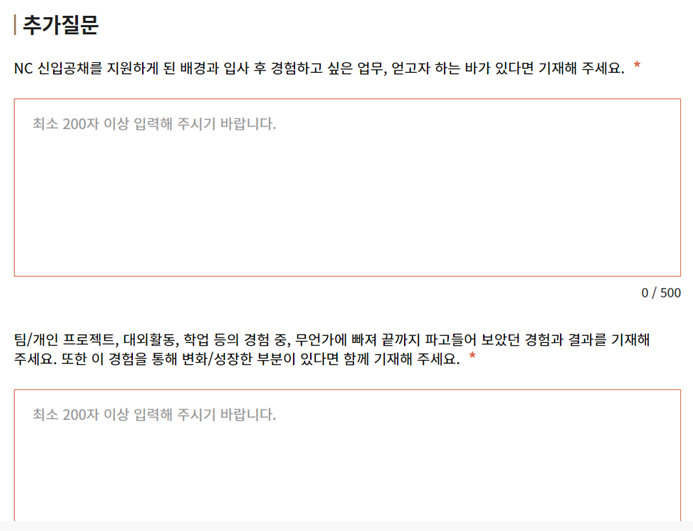 추가질문
NC 신입공채를 지원하게 된 배경과 입사 후 경험하고 싶은 업무, 얻고자 하는 바가 있다면 기재해 주세요. *
최소 200자 이상 입력해 주시기 바랍니다.
0 / 500
팀/개인 프로젝트, 대외활동, 학업 등의 경험 중, 무언가에 빠져 끝까지 파고들어 보았던 경험과 결과를 기재해
주세요. 또한 이 경험을 통해 변화/성장한 부분이 있다면 함께 기재해 주세요. *
최소 200자 이상 입력해 주시기 바랍니다.